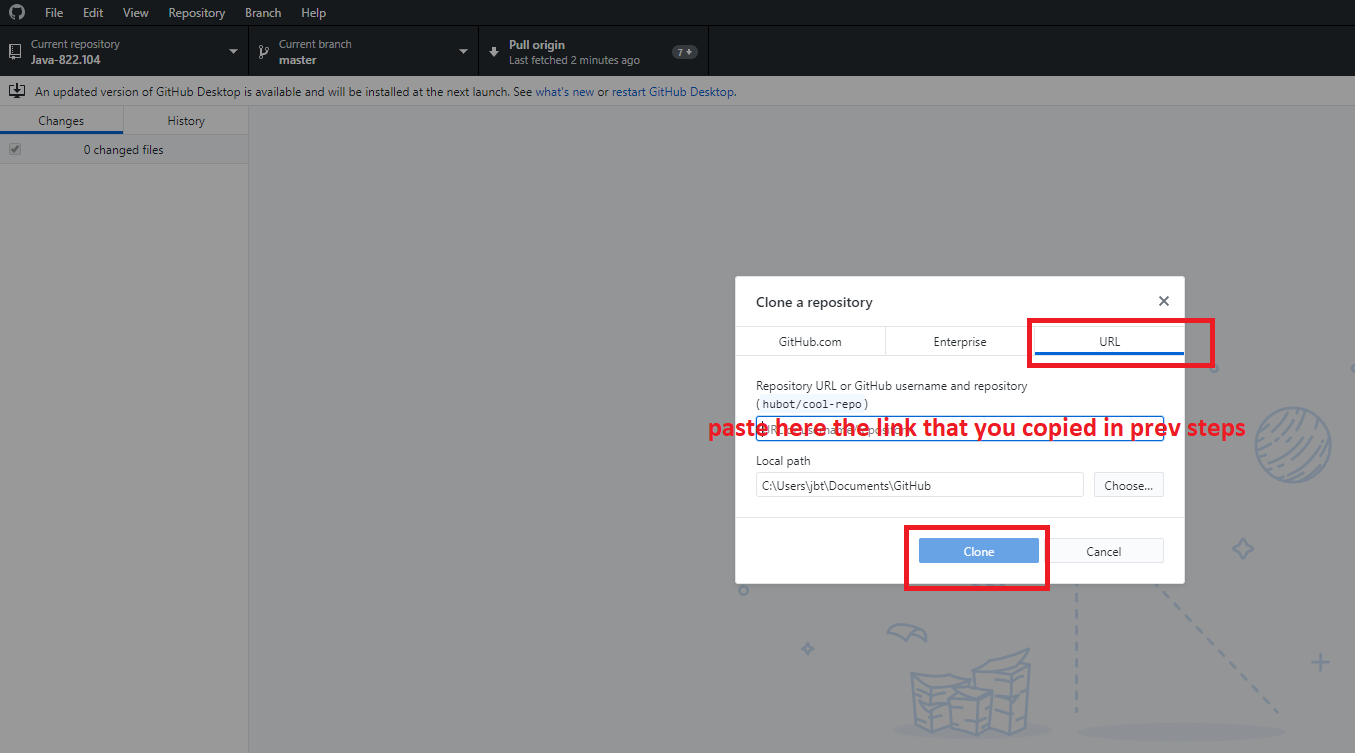 File Edit View Repository Branch Help
Current repository
Java-822.104
Current branch
master
Pull origin
Last fetched 2 minutes ago
7+
An updated version of GitHub Desktop is available and will be installed at the next launch. See what's new or restart GitHub Desktop.
Changes History
0 changed files
Clone a repository
GitHub.com Enterprise URL
Repository URL or GitHub username and repository
(hubot/cool-repo)
paste here the link that you copied in prev steps
Local path
C:\Users\jbt\Documents\GitHub Choose...
Clone Cancel